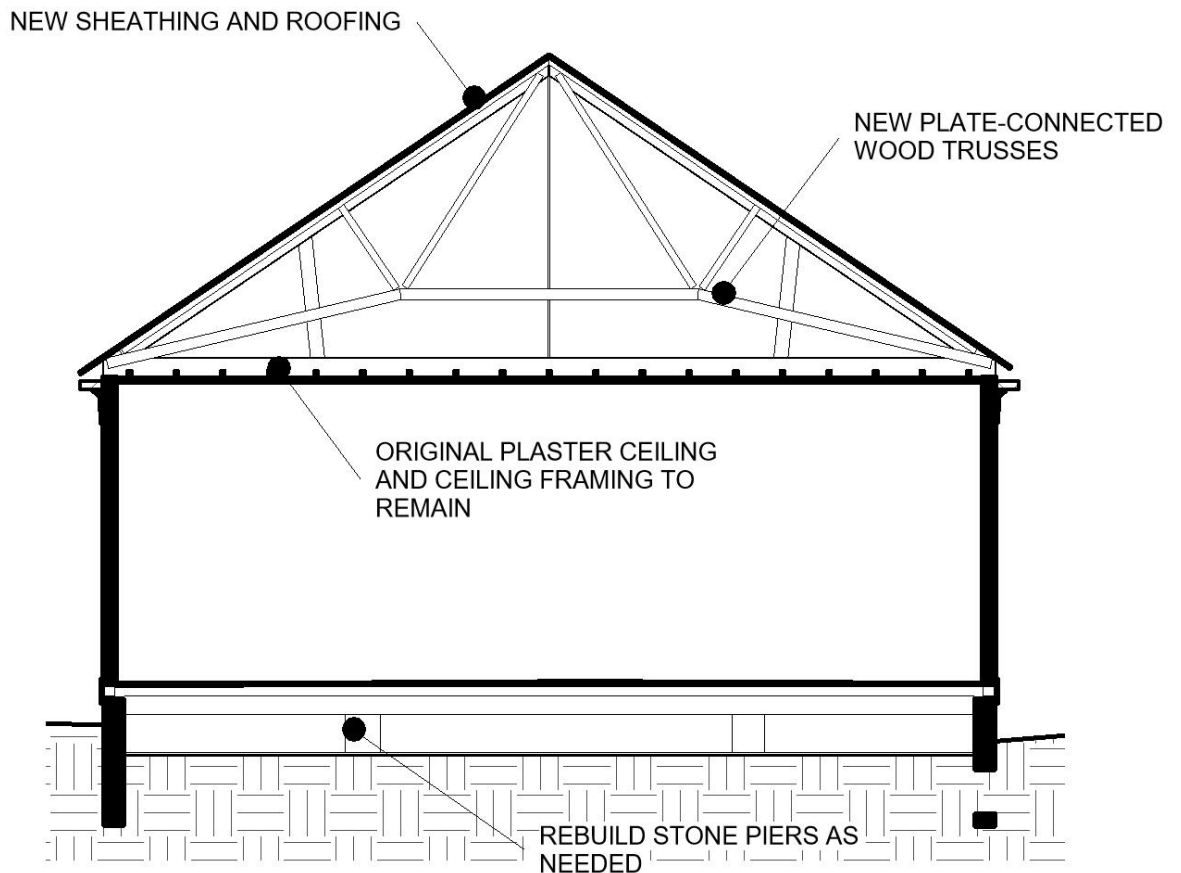 NEW SHEATHING AND ROOFING
NEW PLATE-CONNECTED
WOOD TRUSSES
ORIGINAL PLASTER CEILING
AND CEILING FRAMING TO
REMAIN
REBUILD STONE PIERS AS
NEEDED